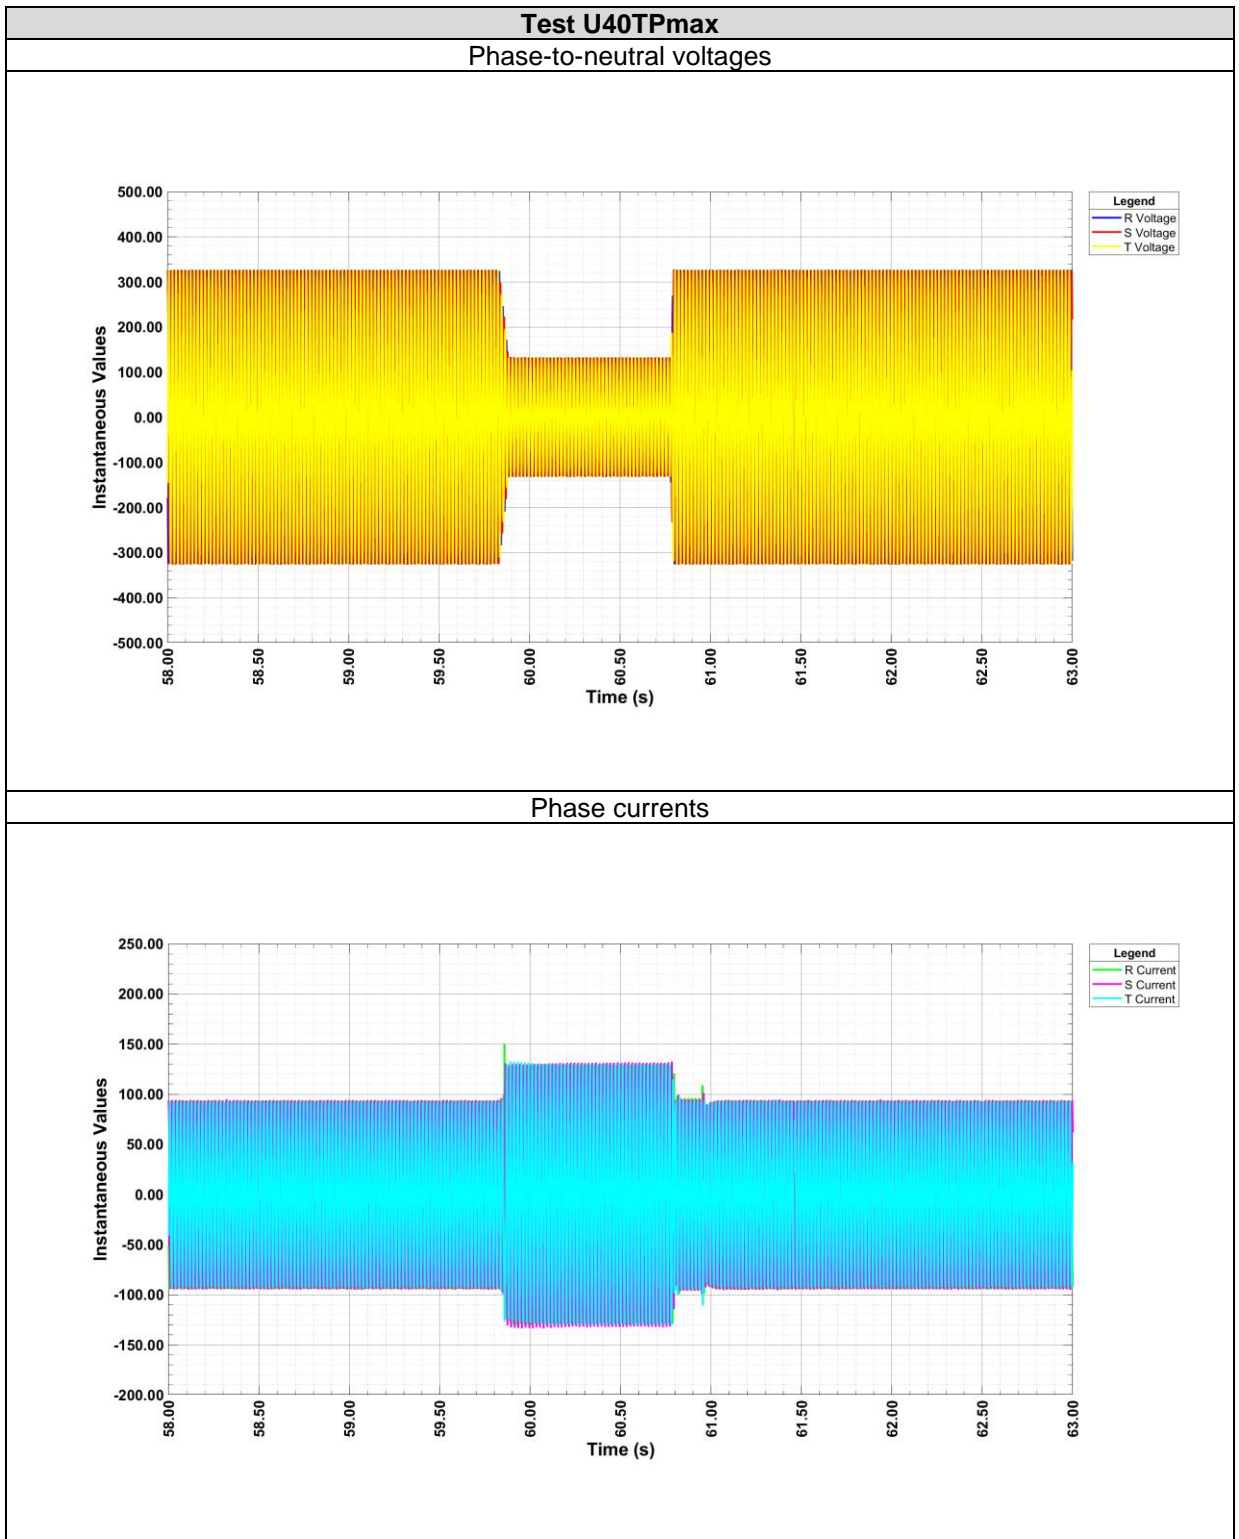 Test U40TPmax
Phase-to-neutral voltages
500.00
400.00
300.00
200.00
100.00
0.00
-100.00
-200.00
-300.00
-400.00
-500.00
Instantaneous Values
58.00
58.50
59.00
59.50
60.00
60.50
61.00
61.50
62.00
62.50
63.00
Time (s)
Legend
R Voltage
S Voltage
T Voltage
Phase currents
250.00
200.00
150.00
100.00
50.00
0.00
-50.00
-100.00
-150.00
-200.00
Instantaneous Values
58.00
58.50
59.00
59.50
60.00
60.50
61.00
61.50
62.00
62.50
63.00
Time (s)
Legend
R Current
S Current
T Current